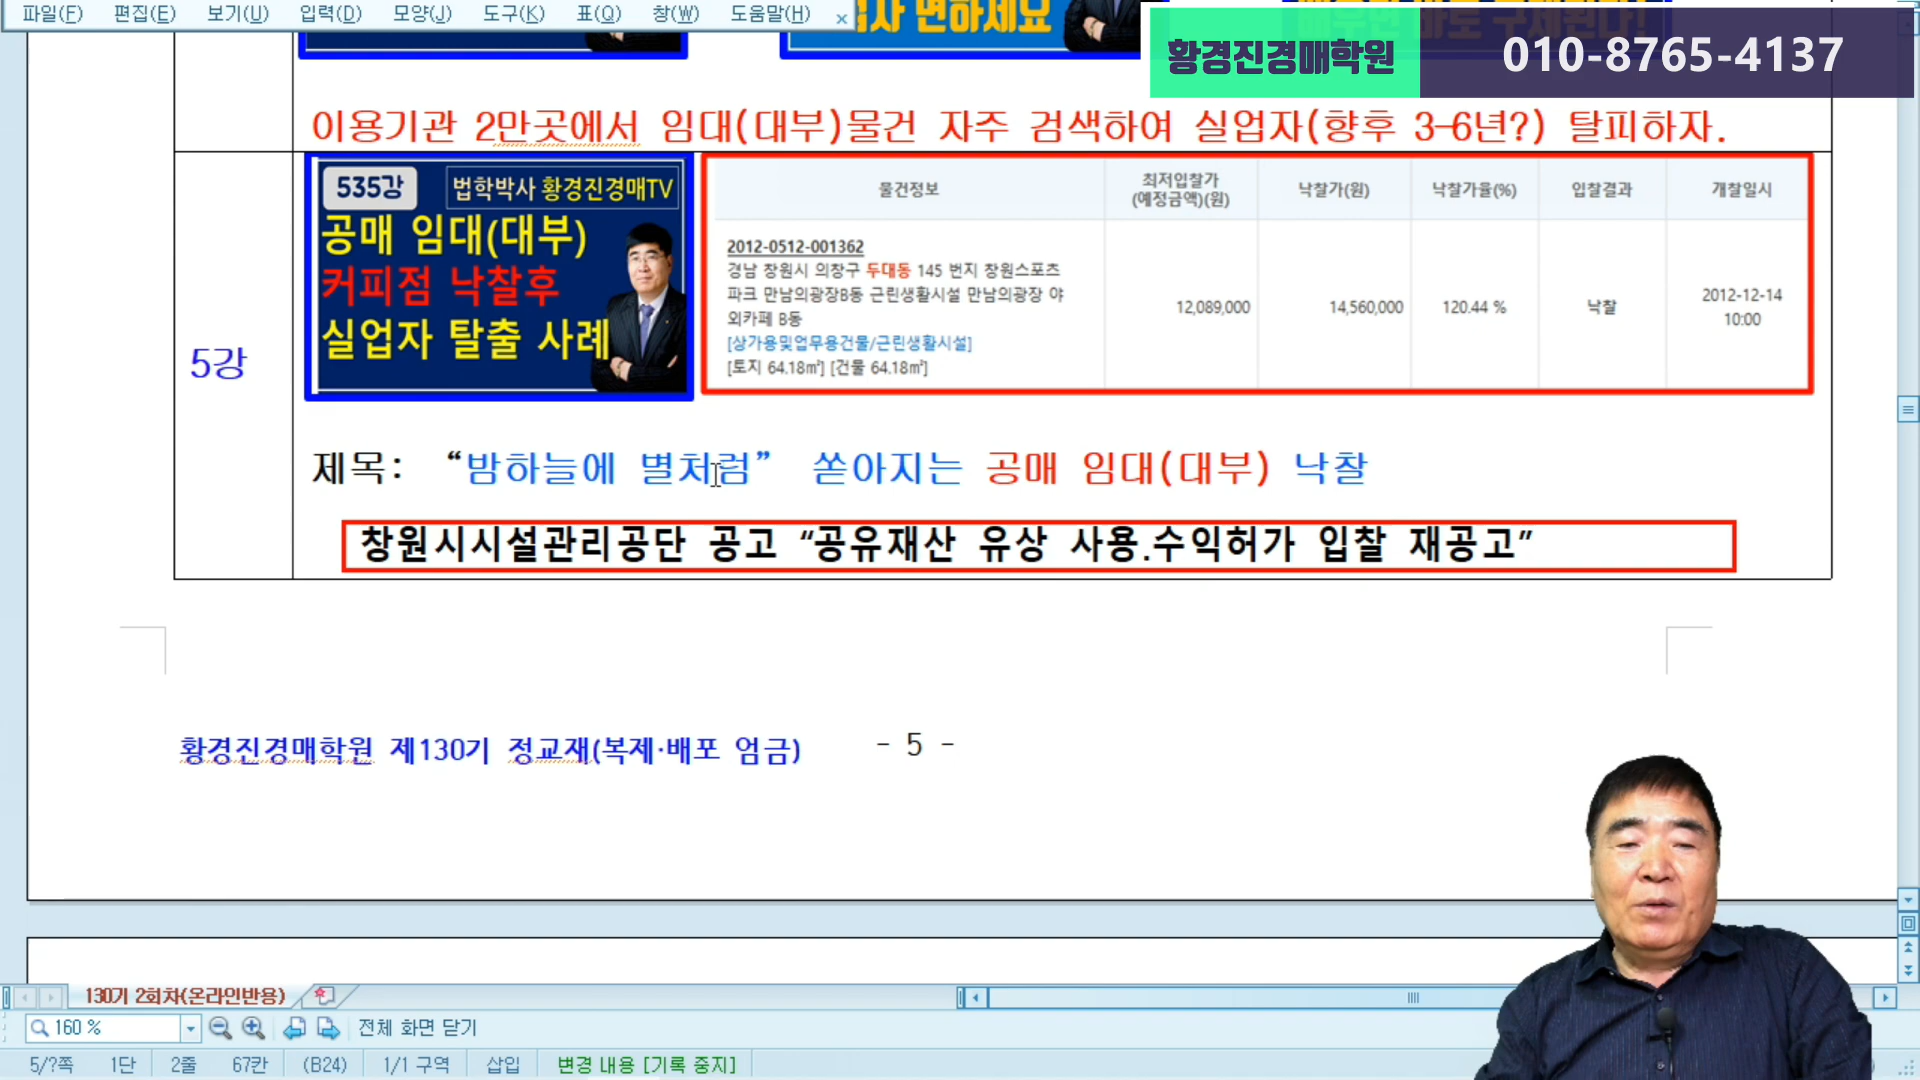 파일(F) 편집(E) 보기(U) 입력(D) 모양(J) 도구(K) 표(Q) 창(W) 도움말(H)
사 면하세요
황경진경매학원
010-8765-4137
이용기관 2만곳에서 임대(대부)물건 자주 검색하여 실업자(향후 3-6년?) 탈피하자.
5강
535강
법학박사 황경진경매TV
공매 임대(대부)
커피점 낙찰후
실업자 탈출 사례
물건정보 최저입찰가 (예정금액)(원) 낙찰가(원) 낙찰가율(%) 입찰결과 개찰일시
2012-0512-001362
경남 창원시 의창구 두대동 145 번지 창원스포츠
파크 만남의광장B동 근린생활시설 만남의광장 야
외카페 B동
[상가용및업무용건물/근린생활시설]
[토지 64.18㎡] [건물 64.18㎡]
12,089,000 14,560,000 120.44 % 낙찰 2012-12-14 10:00
제목: “밤하늘에 별처럼” 쏟아지는 공매 임대(대부) 낙찰
창원시시설관리공단 공고 “공유재산 유상 사용.수익허가 입찰 재공고”
황경진경매학원 제130기 정교재(복제·배포 엄금)
- 5 -
130기 2회차(온라인반용)
160 %
전체 화면 닫기
5/?쪽 1단 2줄 67칸 (B24) 1/1 구역 삽입 변경 내용 [기록 중지]